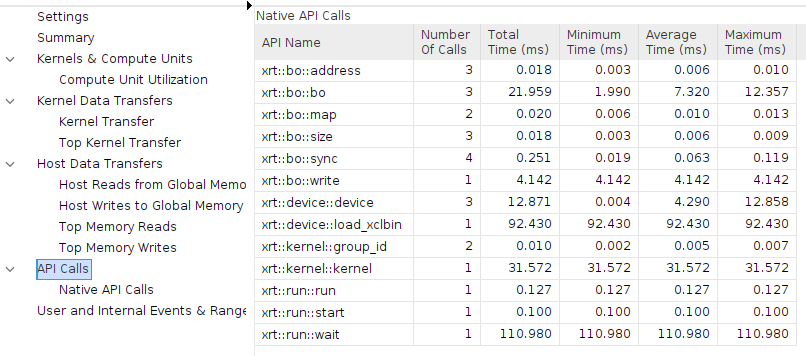 Settings
Summary
Kernels & Compute Units
Compute Unit Utilization
Kernel Data Transfers
Kernel Transfer
Top Kernel Transfer
Host Data Transfers
Host Reads from Global Memo
Host Writes to Global Memory
Top Memory Reads
Top Memory Writes
API Calls
Native API Calls
User and Internal Events & Range
Native API Calls
API Name Number Of Calls Total Time (ms) Minimum Time (ms) Average Time (ms) Maximum Time (ms)
xrt::bo::address 3 0.018 0.003 0.006 0.010
xrt::bo::bo 3 21.959 1.990 7.320 12.357
xrt::bo::map 2 0.020 0.006 0.010 0.013
xrt::bo::size 3 0.018 0.003 0.006 0.009
xrt::bo::sync 4 0.251 0.019 0.063 0.119
xrt::bo::write 1 4.142 4.142 4.142 4.142
xrt::device::device 3 12.871 0.004 4.290 12.858
xrt::device::load_xclbin 1 92.430 92.430 92.430 92.430
xrt::kernel::group_id 2 0.010 0.002 0.005 0.007
xrt::kernel::kernel 1 31.572 31.572 31.572 31.572
xrt::run::run 1 0.127 0.127 0.127 0.127
xrt::run::start 1 0.100 0.100 0.100 0.100
xrt::run::wait 1 110.980 110.980 110.980 110.980